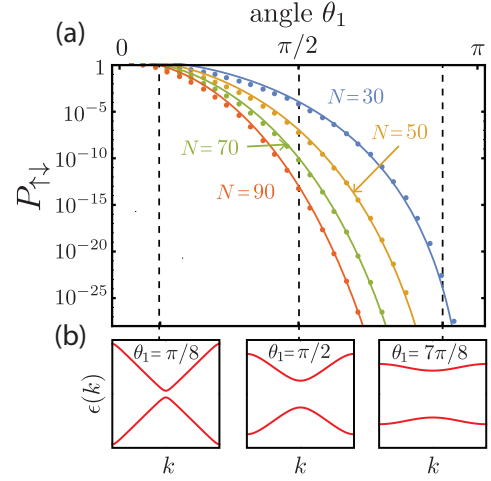 angle θ₁
(a)
0 π/2 π
1
10⁻⁵
10⁻¹⁰
10⁻¹⁵
10⁻²⁰
10⁻²⁵
P↑↓
N=30
N=50
N=70
N=90
(b)
ϵ(k)
θ₁=π/8 θ₁=π/2 θ₁=7π/8
k k k